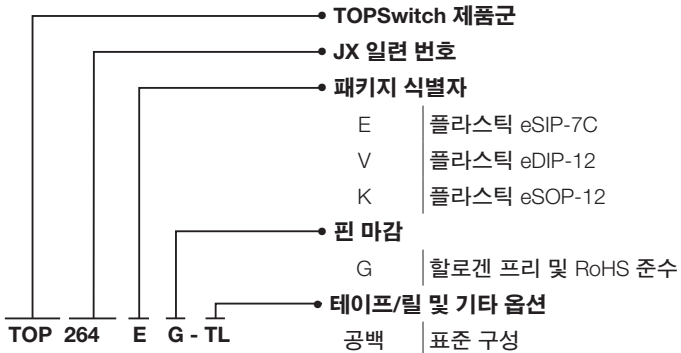 TOPSwitch 제품군
JX 일련 번호
패키지 식별자
E 플라스틱 eSIP-7C
V 플라스틱 eDIP-12
K 플라스틱 eSOP-12
핀 마감
G 할로겐 프리 및 RoHS 준수
테이프/릴 및 기타 옵션
TOP 264 E G - TL
공백 표준 구성